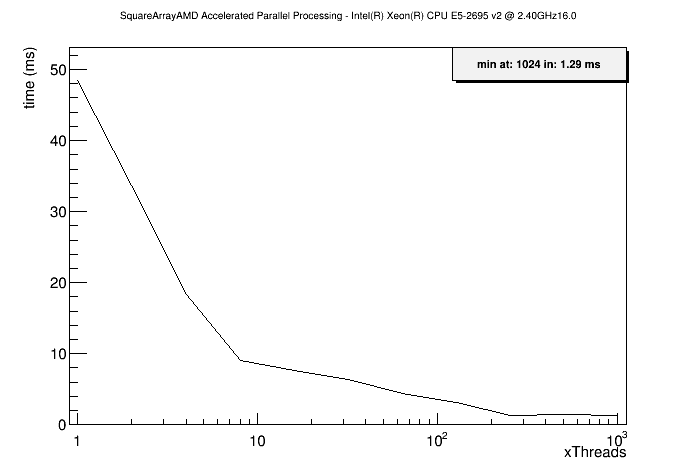 SquareArrayAMD Accelerated Parallel Processing - Intel(R) Xeon(R) CPU E5-2695 v2 @ 2.40GHz16.0
time (ms)
min at: 1024 in: 1.29 ms
50
40
30
20
10
0
1 10 10² 10³
xThreads